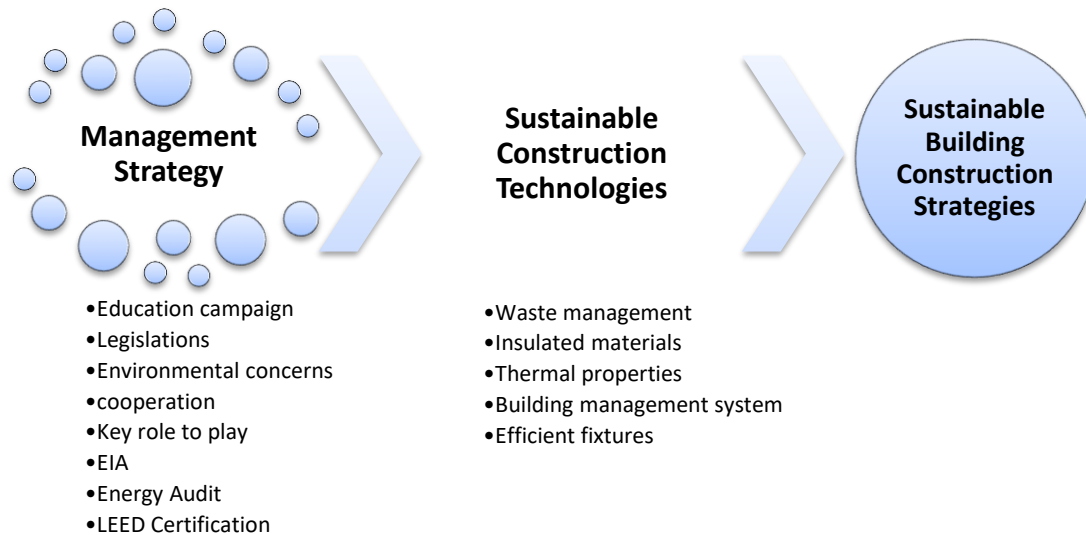 Management
Strategy
•Education campaign
•Legislations
•Environmental concerns
•cooperation
•Key role to play
•EIA
•Energy Audit
•LEED Certification
Sustainable
Construction
Technologies
•Waste management
•Insulated materials
•Thermal properties
•Building management system
•Efficient fixtures
Sustainable
Building
Construction
Strategies